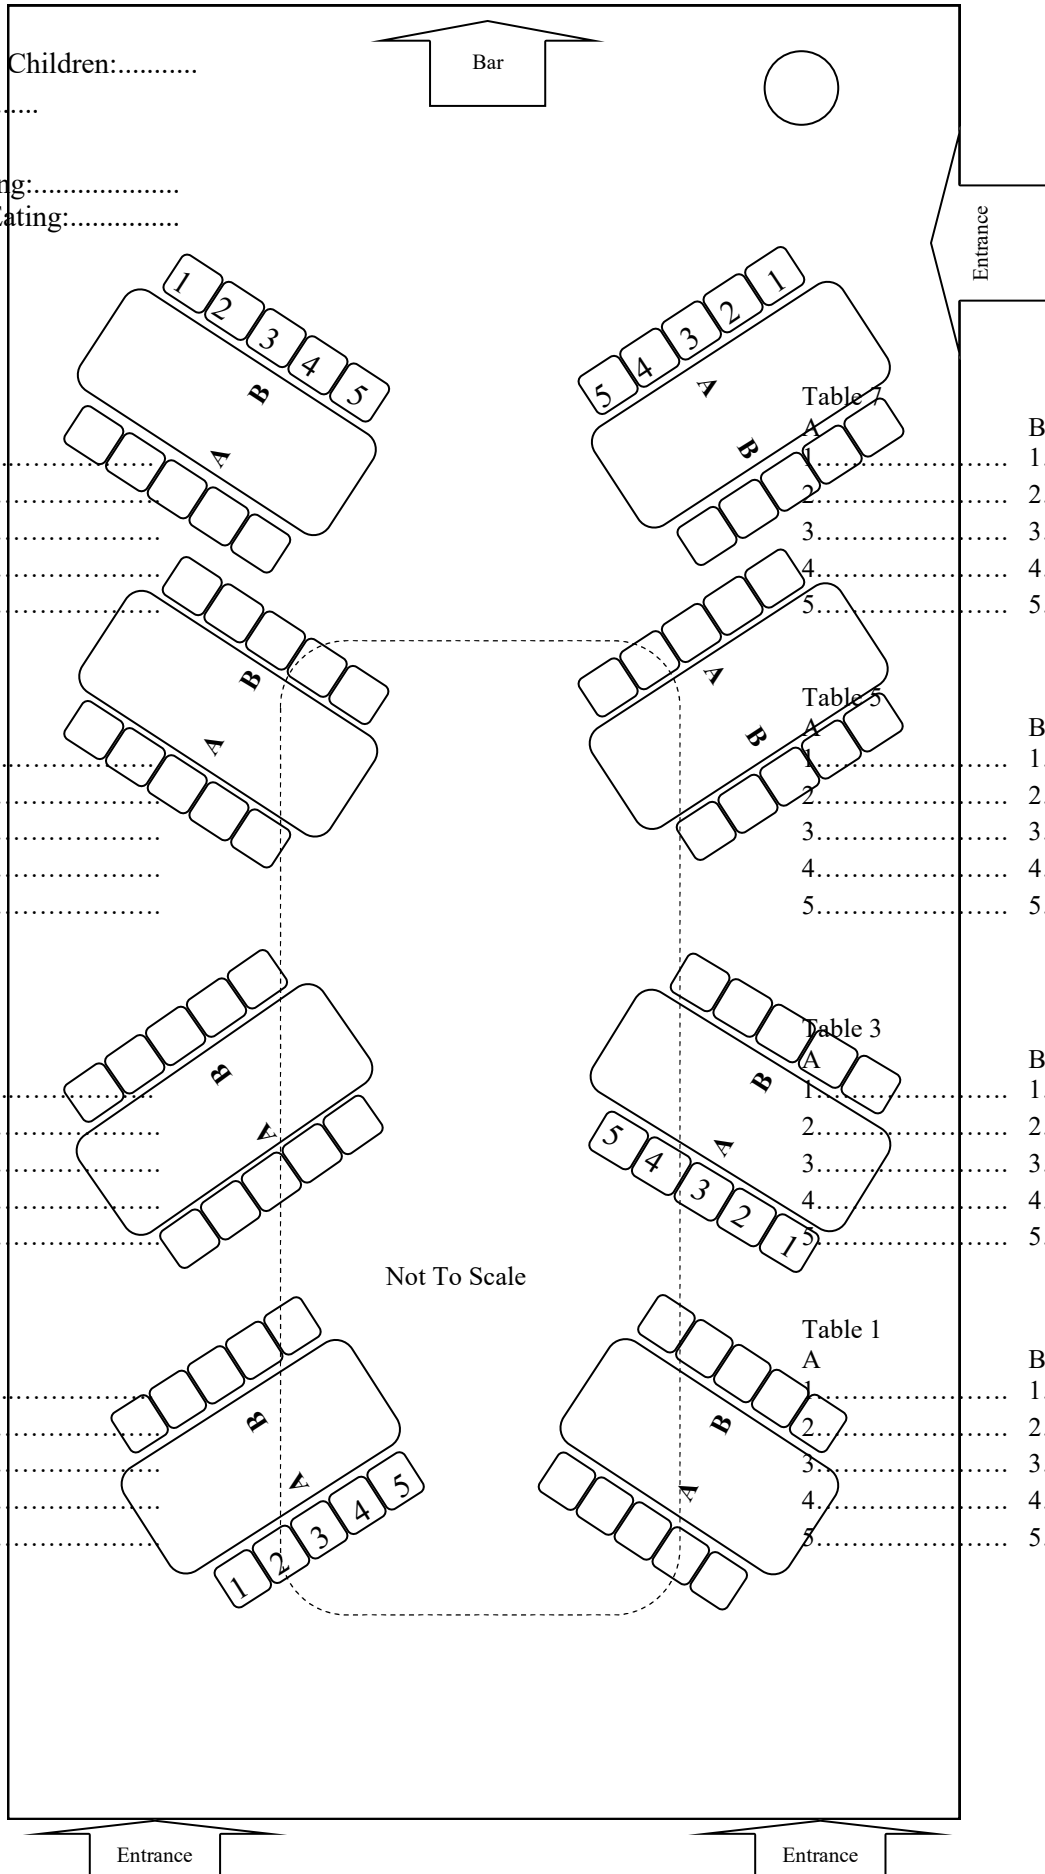 Bar
Children:...........
......
ng:...................
Eating:...............
Entrance
1 2 3 4 5
B
A
1 2 3 4 5
A
B
Table 7
A B
1.......................... 1.
2.......................... 2.
3.......................... 3.
4.......................... 4.
5.......................... 5.
B
A
A
B
Table 5
A B
1.......................... 1.
2.......................... 2.
3.......................... 3.
4.......................... 4.
5.......................... 5.
B
A
B
A
5 4 3 2 1
Table 3
A B
1.......................... 1.
2.......................... 2.
3.......................... 3.
4.......................... 4.
5.......................... 5.
Not To Scale
B
A
1 2 3 4 5
B
A
Table 1
A B
1.......................... 1.
2.......................... 2.
3.......................... 3.
4.......................... 4.
5.......................... 5.
Entrance
Entrance